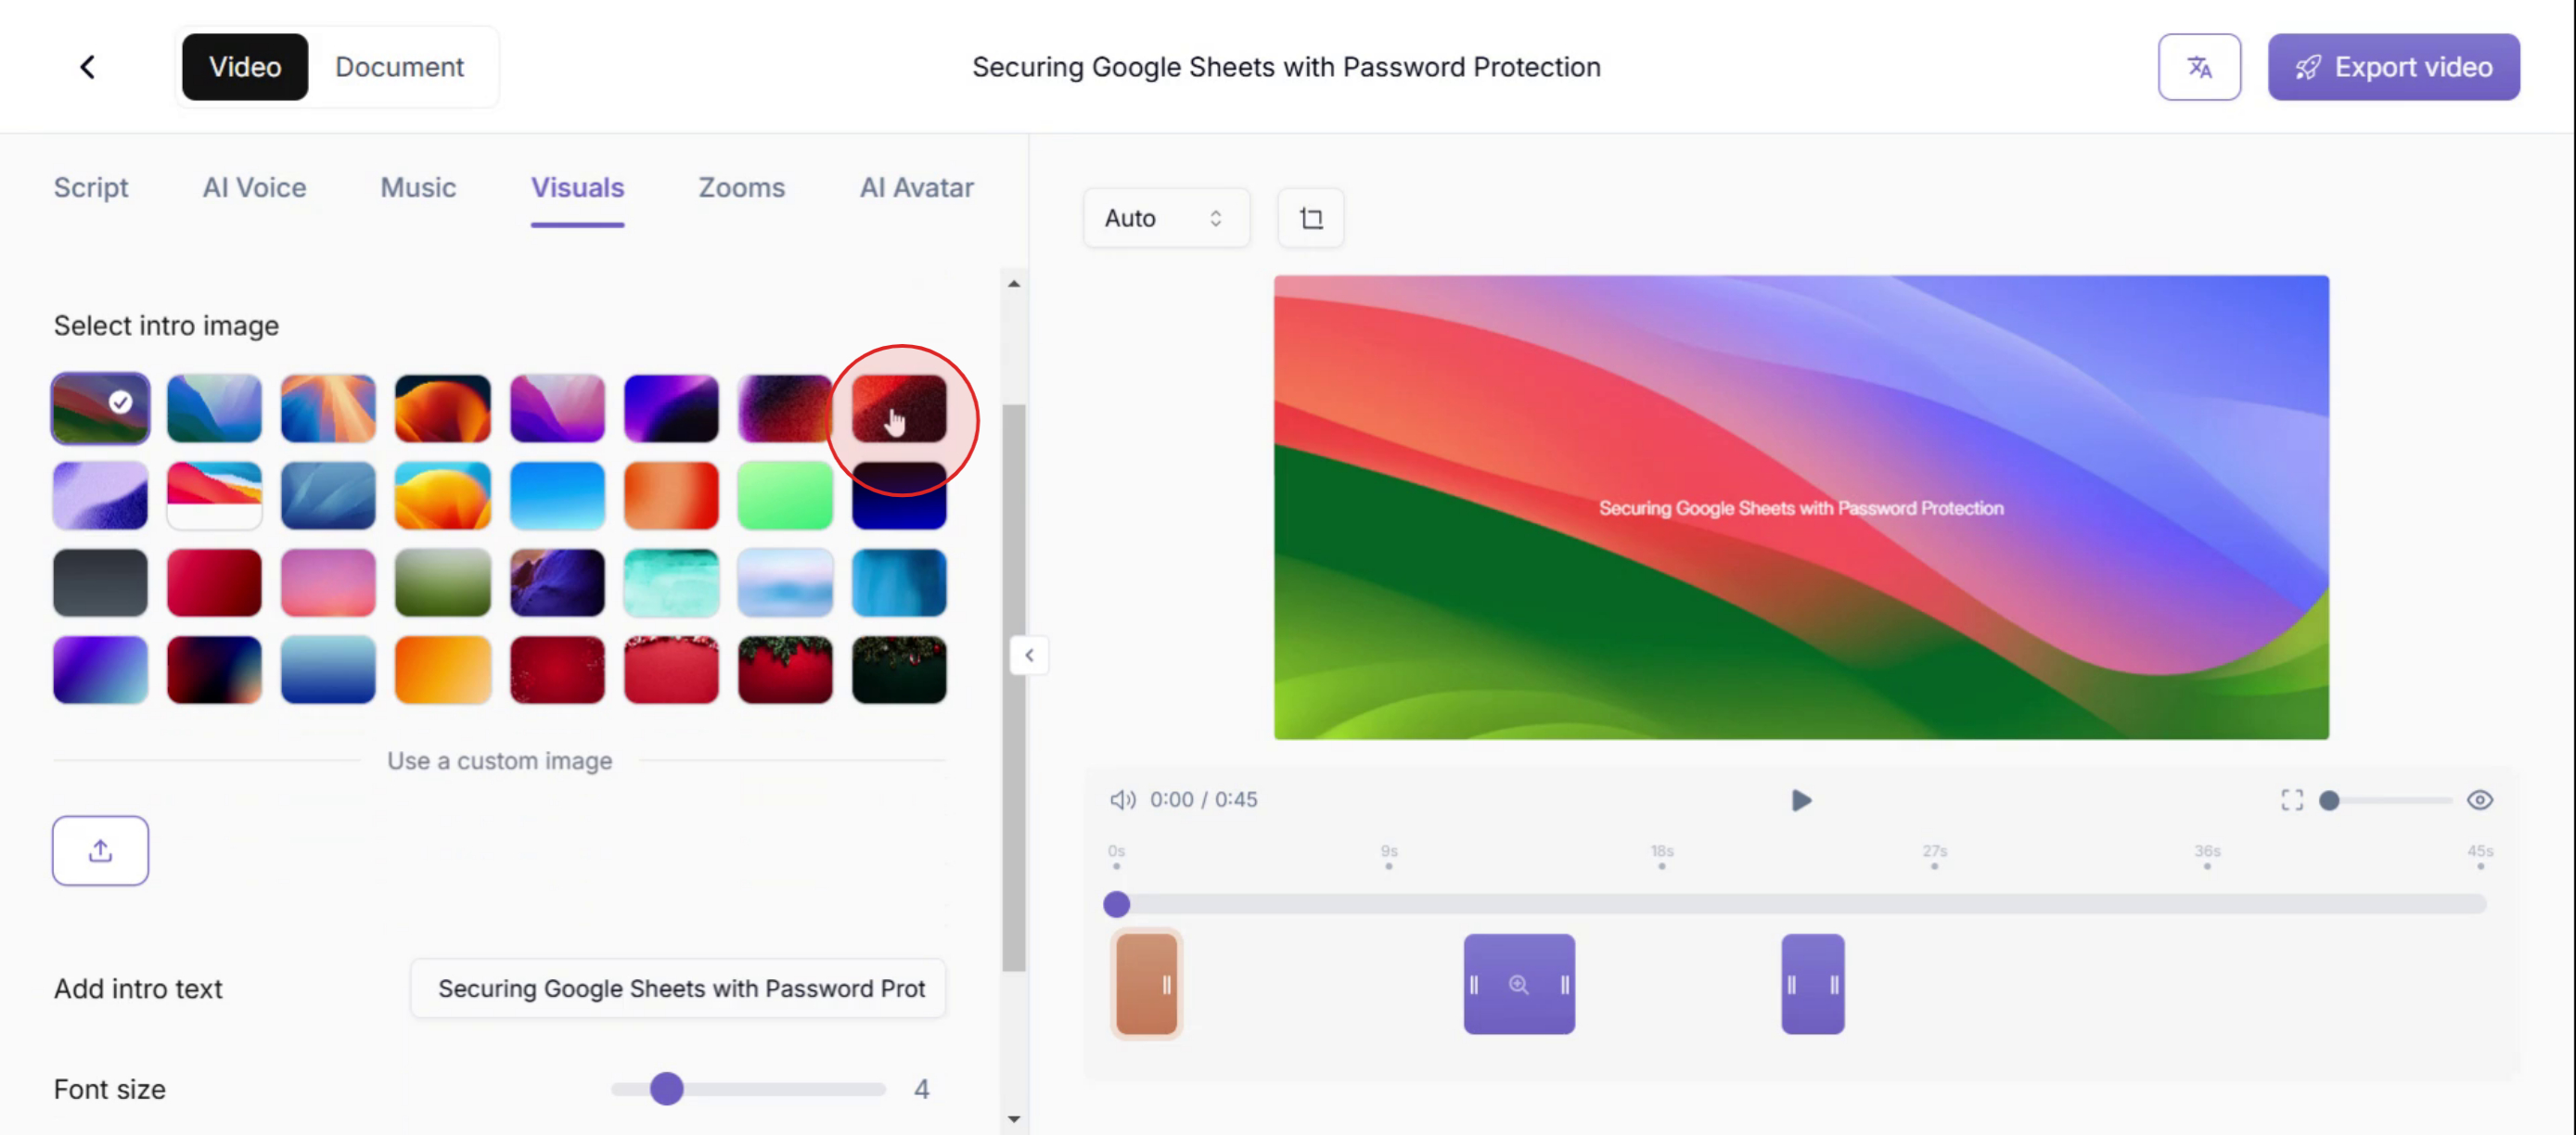 Video Document Securing Google Sheets with Password Protection Export video
Script AI Voice Music Visuals Zooms AI Avatar
Auto
Select intro image
Securing Google Sheets with Password Protection
Use a custom image
0:00 / 0:45
0s 9s 18s 27s 36s 45s
Add intro text Securing Google Sheets with Password Prot
Font size 4